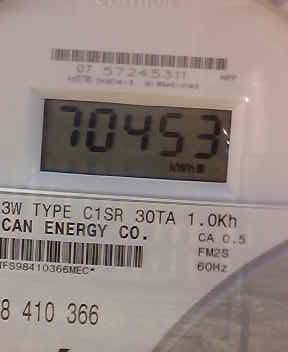 07 57245311
70453
kWh
3W TYPE C1SR 30TA 1.0Kh
CAN ENERGY CO.
CA 0.5
FM2S
60Hz
TFS98410366MEC*
8 410 366